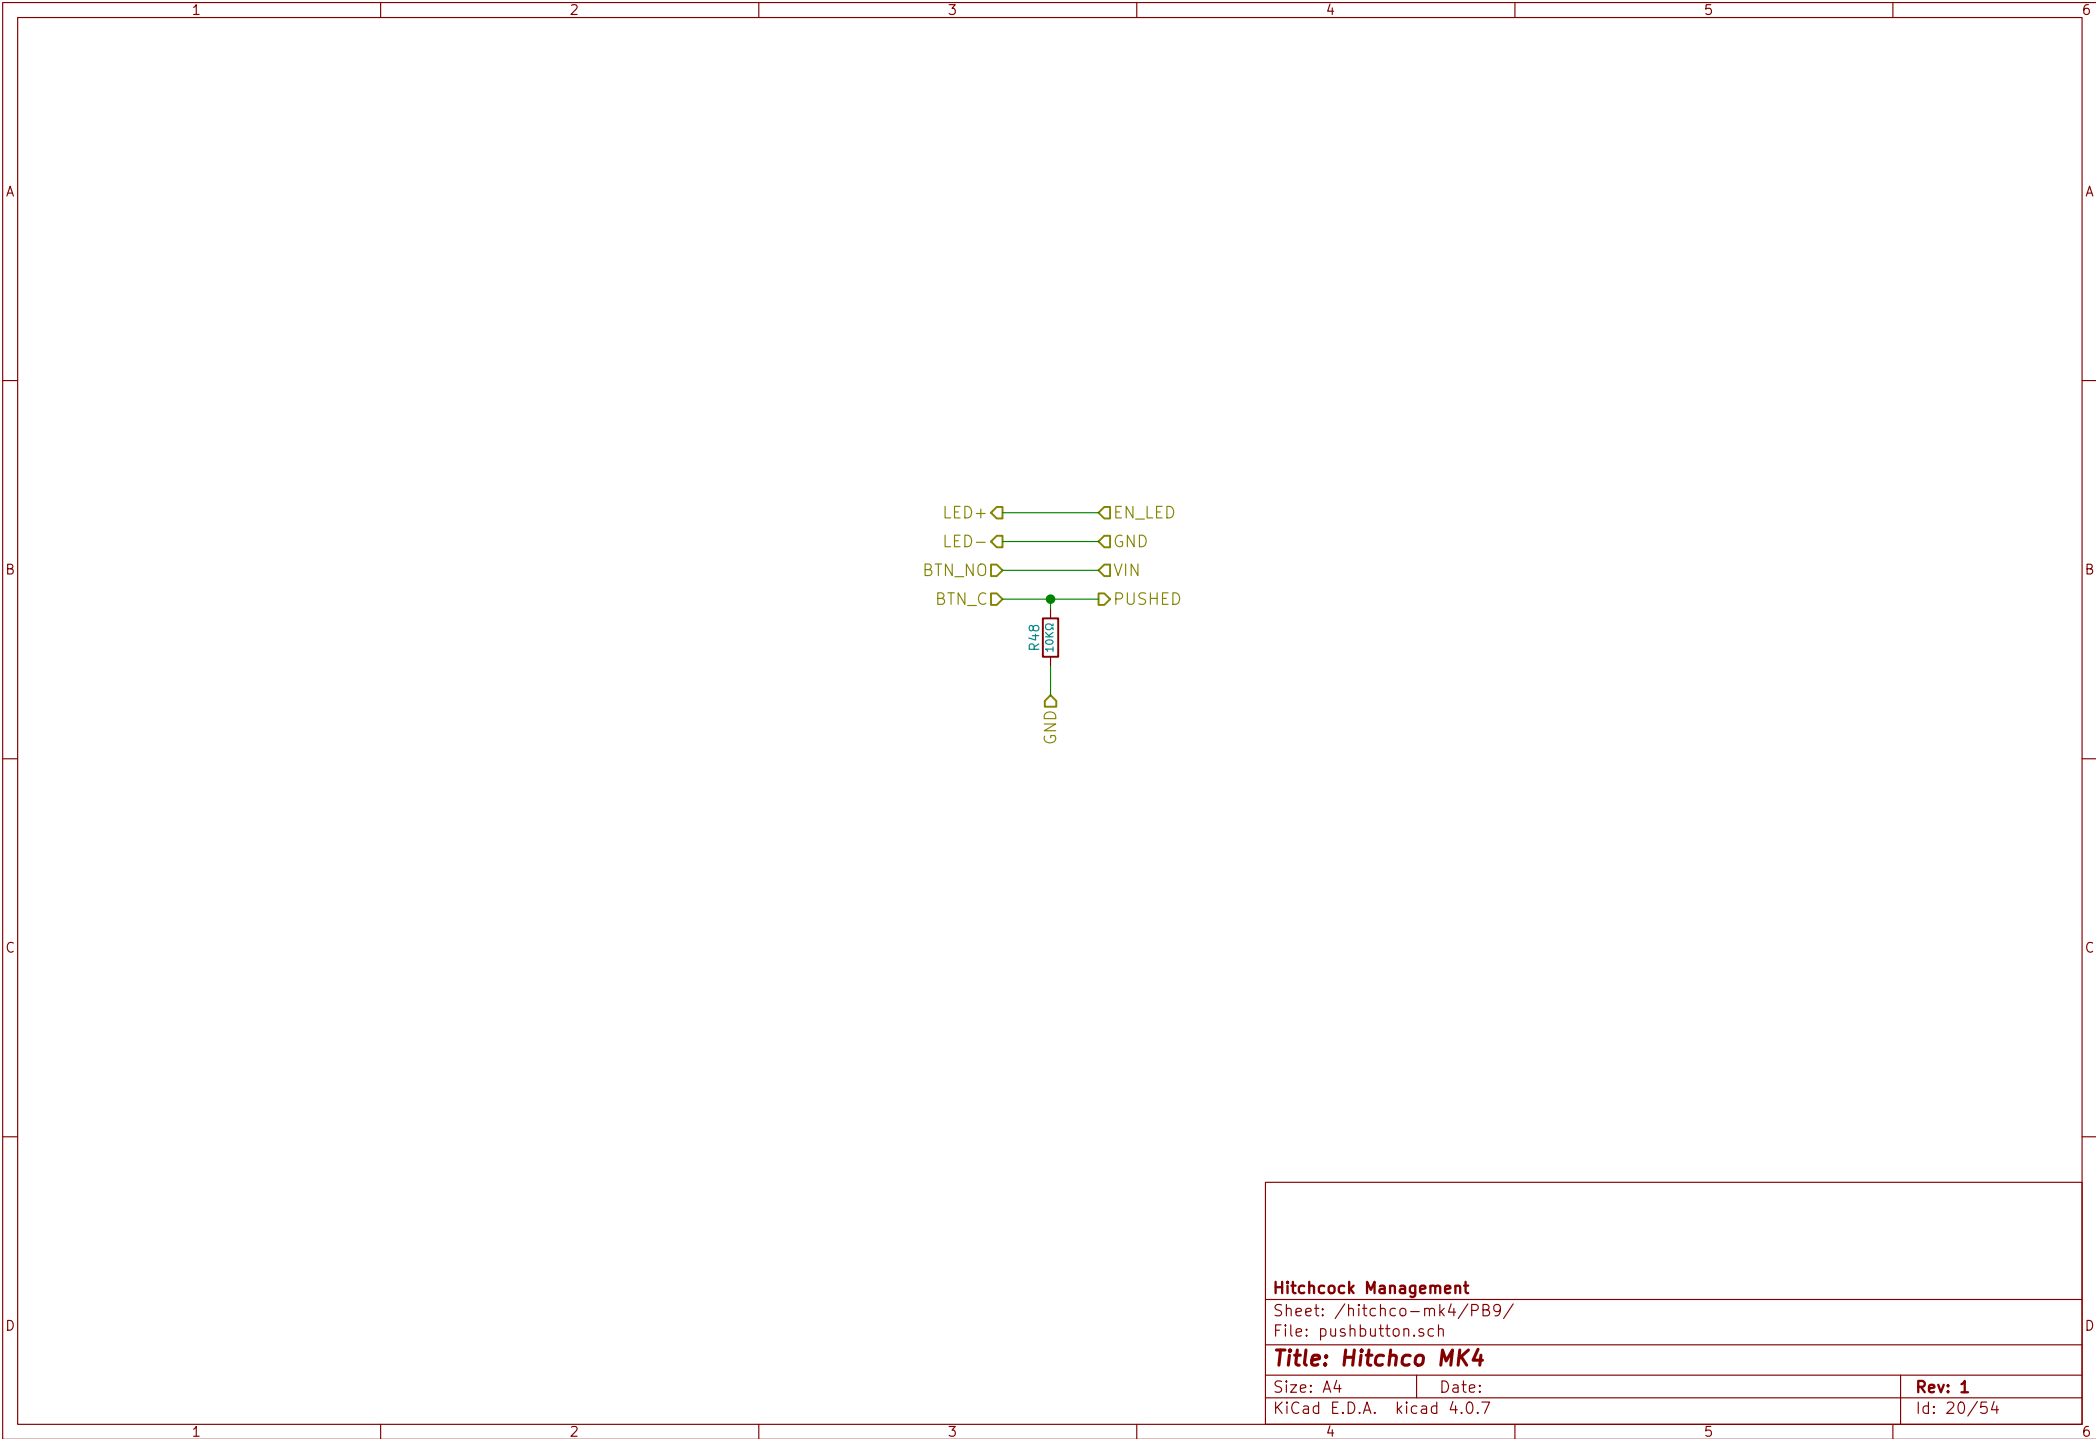 1 2 3 4 5 6
A A
LED+ EN_LED
LED- GND
BTN_NO VIN
B B
BTN_C PUSHED
R48
10KΩ
GND
C C
Hitchcock Management
Sheet: /hitchco-mk4/PB9/
D D
File: pushbutton.sch
Title: Hitchco MK4
Size: A4 Date: Rev: 1
KiCad E.D.A. kicad 4.0.7 Id: 20/54
1 2 3 4 5 6